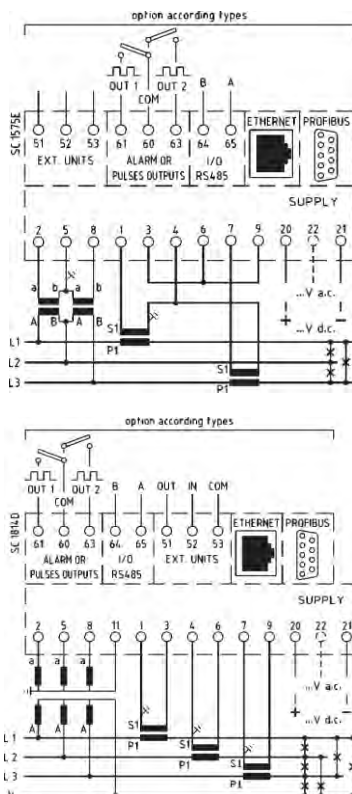 option according types
OUT 1 OUT 2 B A
COM
51 52 53 61 60 63 64 65
ETHERNET PROFIBUS
EXT. UNITS ALARM OR PULSES OUTPUTS I/O RS485
SC1575E
SUPPLY
2 5 8 1 3 4 6 7 9 20 22 21
a b a b
A B A B
...V a.c.
+ -
...V d.c.
L1 S1
P1
L2
L3 S1
P1
option according types
OUT 1 OUT 2 B A OUT IN COM
COM
61 60 63 64 65 51 52 53
ETHERNET PROFIBUS
ALARM OR PULSES OUTPUTS I/O RS485 EXT. UNITS
SC1814D
SUPPLY
2 5 8 11 1 3 4 6 7 9 20 22 21
a a a
A A A
...V a.c.
+ -
...V d.c.
L1 S1
P1
L2 S1
P1
L3 S1
P1